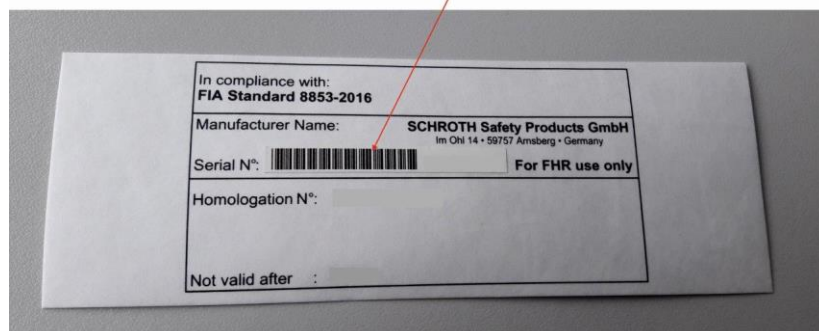 In compliance with:
FIA Standard 8853-2016
Manufacturer Name: SCHROTH Safety Products GmbH
Im Ohl 14 • 59757 Arnsberg • Germany
Serial N°: For FHR use only
Homologation N°:
Not valid after :